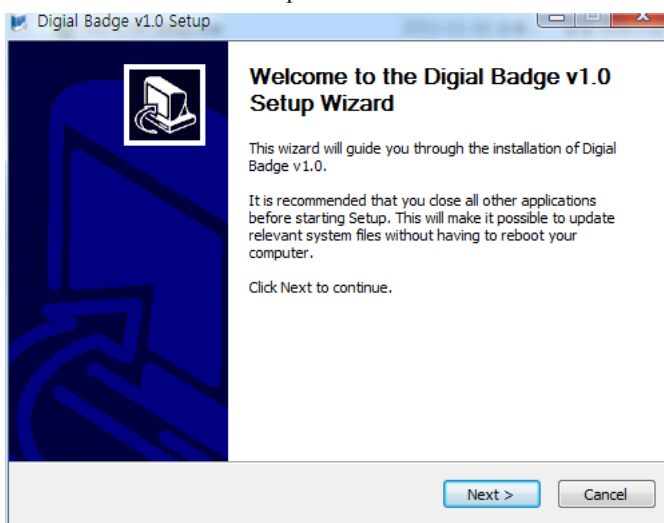 Digial Badge v1.0 Setup
Welcome to the Digial Badge v1.0
Setup Wizard
This wizard will guide you through the installation of Digial
Badge v1.0.
It is recommended that you close all other applications
before starting Setup. This will make it possible to update
relevant system files without having to reboot your
computer.
Click Next to continue.
Next >
Cancel